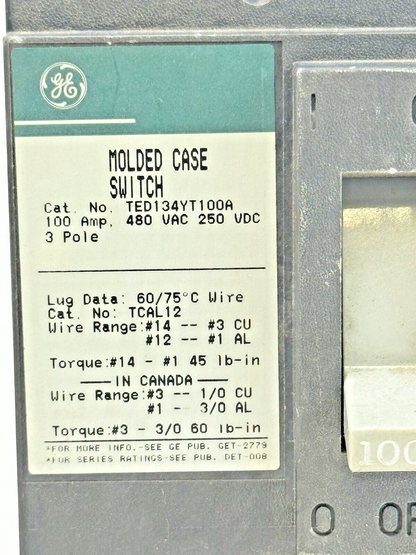 GE
MOLDED CASE
SWITCH
Cat. No. TED134YT100A
100 Amp. 480 VAC 250 VDC
3 Pole
Lug Data: 60/75°C Wire
Cat. No: TCAL12
Wire Range:#14 -- #3 CU
#12 -- #1 AL
Torque:#14 - #1 45 lb-in
IN CANADA
Wire Range:#3 -- 1/0 CU
#1 - 3/0 AL
Torque:#3 - 3/0 60 lb-in
*FOR MORE INFO.-SEE GE PUB. GET-2779
*FOR SERIES RATINGS-SEE PUB. DET-008
I
100
O OF